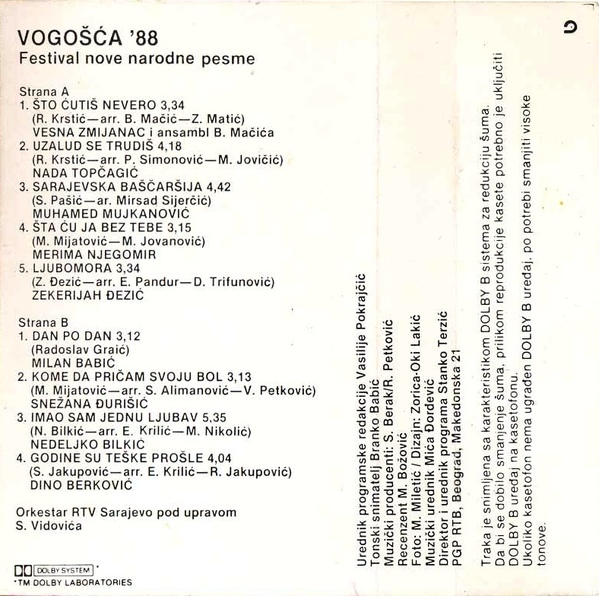 VOGOŠĆA '88
Festival nove narodne pesme
Strana A
1. ŠTO ĆUTIŠ NEVERO 3,34
(R. Krstić—arr. B. Mačić—Z. Matić)
VESNA ZMIJANAC i ansambl B. Mačića
2. UZALUD SE TRUDIŠ 4,18
(R. Krstić—arr. P. Simonović—M. Jovičić)
NADA TOPČAGIĆ
3. SARAJEVSKA BAŠČARŠIJA 4,42
(S. Pašić—ar. Mirsad Sijerčić)
MUHAMED MUJKANOVIĆ
4. ŠTA ĆU JA BEZ TEBE 3,15
(M. Mijatović—M. Jovanović)
MERIMA NJEGOMIR
5. LJUBOMORA 3,34
(Z. Đezić—arr. E. Pandur—D. Trifunović)
ZEKERIJAH ĐEZIĆ
Strana B
1. DAN PO DAN 3,12
(Radoslav Graić)
MILAN BABIĆ
2. KOME DA PRIČAM SVOJU BOL 3,13
(M. Mijatović—arr. S. Alimanović—V. Petković)
SNEŽANA ĐURIŠIĆ
3. IMAO SAM JEDNU LJUBAV 5,35
(N. Bilkić—arr. E. Krilić—M. Nikolić)
NEDELJKO BILKIĆ
4. GODINE SU TEŠKE PROŠLE 4,04
(S. Jakupović—arr. E. Krilić—R. Jakupović)
DINO BERKOVIĆ
Orkestar RTV Sarajevo pod upravom
S. Vidovića
DOLBY SYSTEM *
*TM DOLBY LABORATORIES
Urednik programske redakcije Vasilije Pokrajčić
Tonski snimatelj Branko Babić
Muzički producenti: S. Berak/R. Petković
Recenzent M. Božović
Foto: M. Miletić / Dizajn: Zorica-Oki Lakić
Muzički urednik Mića Đorđević
Direktor i urednik programa Stanko Terzić
PGP RTB, Beograd, Makedonska 21
Traka je snimljena sa karakteristikom DOLBY B sistema za redukciju šuma.
Da bi se dobilo smanjenje šuma, prilikom reprodukcije kasete potrebno je uključiti
DOLBY B uređaj na kasetofonu.
Ukoliko kasetofon nema ugrađen DOLBY B uređaj, po potrebi smanjiti visoke
tonove.